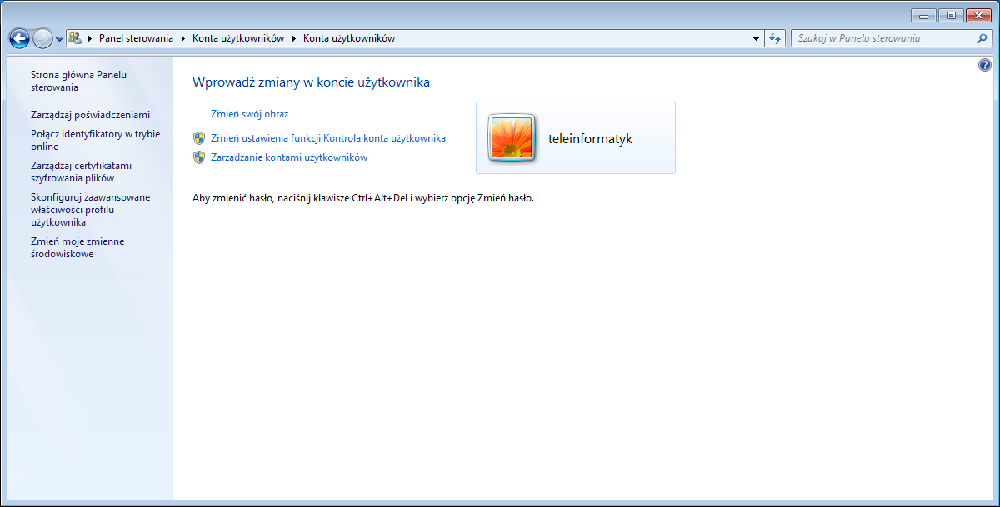 Panel sterowania Konta użytkowników Konta użytkowników
Szukaj w Panelu sterowania
Strona główna Panelu
sterowania
Zarządzaj poświadczeniami
Połącz identyfikatory w trybie
online
Zarządzaj certyfikatami
szyfrowania plików
Skonfiguruj zaawansowane
właściwości profilu
użytkownika
Zmień moje zmienne
środowiskowe
Wprowadź zmiany w koncie użytkownika
Zmień swój obraz
Zmień ustawienia funkcji Kontrola konta użytkownika
Zarządzanie kontami użytkowników
teleinformatyk
Aby zmienić hasło, naciśnij klawisze Ctrl+Alt+Del i wybierz opcję Zmień hasło.